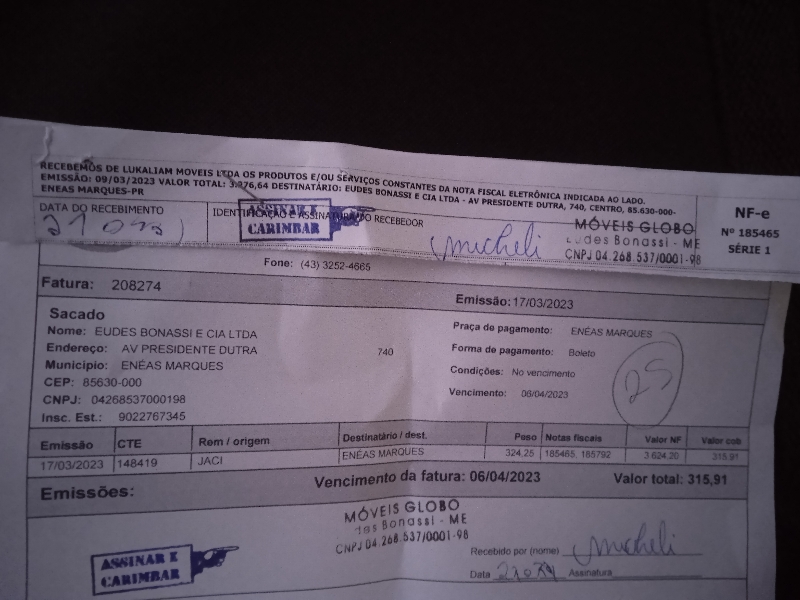 RECEBEMOS DE LUKALIAM MOVEIS LTDA OS PRODUTOS E/OU SERVIÇOS CONSTANTES DA NOTA FISCAL ELETRÔNICA INDICADA AO LADO.
EMISSÃO: 09/03/2023 VALOR TOTAL: 3.276,64 DESTINATÁRIO: EUDES BONASSI E CIA LTDA - AV PRESIDENTE DUTRA, 740, CENTRO, 85.630-000-
ENEAS MARQUES-PR
DATA DO RECEBIMENTO
IDENTIFICAÇÃO E ASSINATURA DO RECEBEDOR
ASSINAR E
CARIMBAR
Micheli
MÓVEIS GLOBO
Eudes Bonassi - ME
CNPJ 04.268.537/0001-98
NF-e
Nº 185465
SÉRIE 1
Fone: (43) 3252-4665
Fatura: 208274
Emissão: 17/03/2023
Sacado
Nome: EUDES BONASSI E CIA LTDA
Endereço: AV PRESIDENTE DUTRA 740
Municipio: ENÉAS MARQUES
CEP: 85630-000
CNPJ: 04268537000198
Insc. Est.: 9022767345
Praça de pagamento: ENÉAS MARQUES
Forma de pagamento: Boleto
Condições: No vencimento
Vencimento: 06/04/2023
25
Emissão CTE Rem / origem Destinatário / dest. Peso Notas fiscais Valor NF Valor cob
17/03/2023 148419 JACI ENÉAS MARQUES 324,25 185465, 185792 3.624,20 315,91
Vencimento da fatura: 06/04/2023 Valor total: 315,91
Emissões:
MÓVEIS GLOBO
des Bonassi - ME
CNPJ 04.268.537/0001-98
ASSINAR E
CARIMBAR
Recebido por (nome) Micheli
Data Assinatura